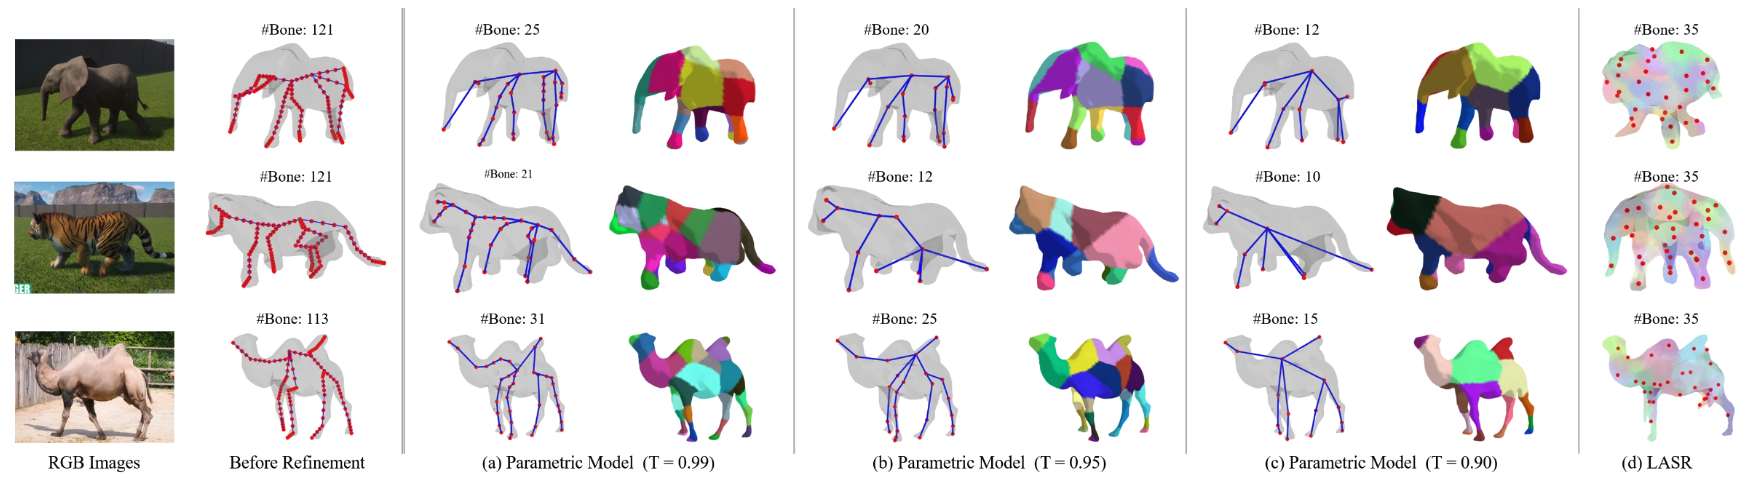 #Bone: 121
#Bone: 25
#Bone: 20
#Bone: 12
#Bone: 35
#Bone: 121
#Bone: 21
#Bone: 12
#Bone: 10
#Bone: 35
GER
#Bone: 113
#Bone: 31
#Bone: 25
#Bone: 15
#Bone: 35
RGB Images
Before Refinement
(a) Parametric Model (T = 0.99)
(b) Parametric Model (T = 0.95)
(c) Parametric Model (T = 0.90)
(d) LASR